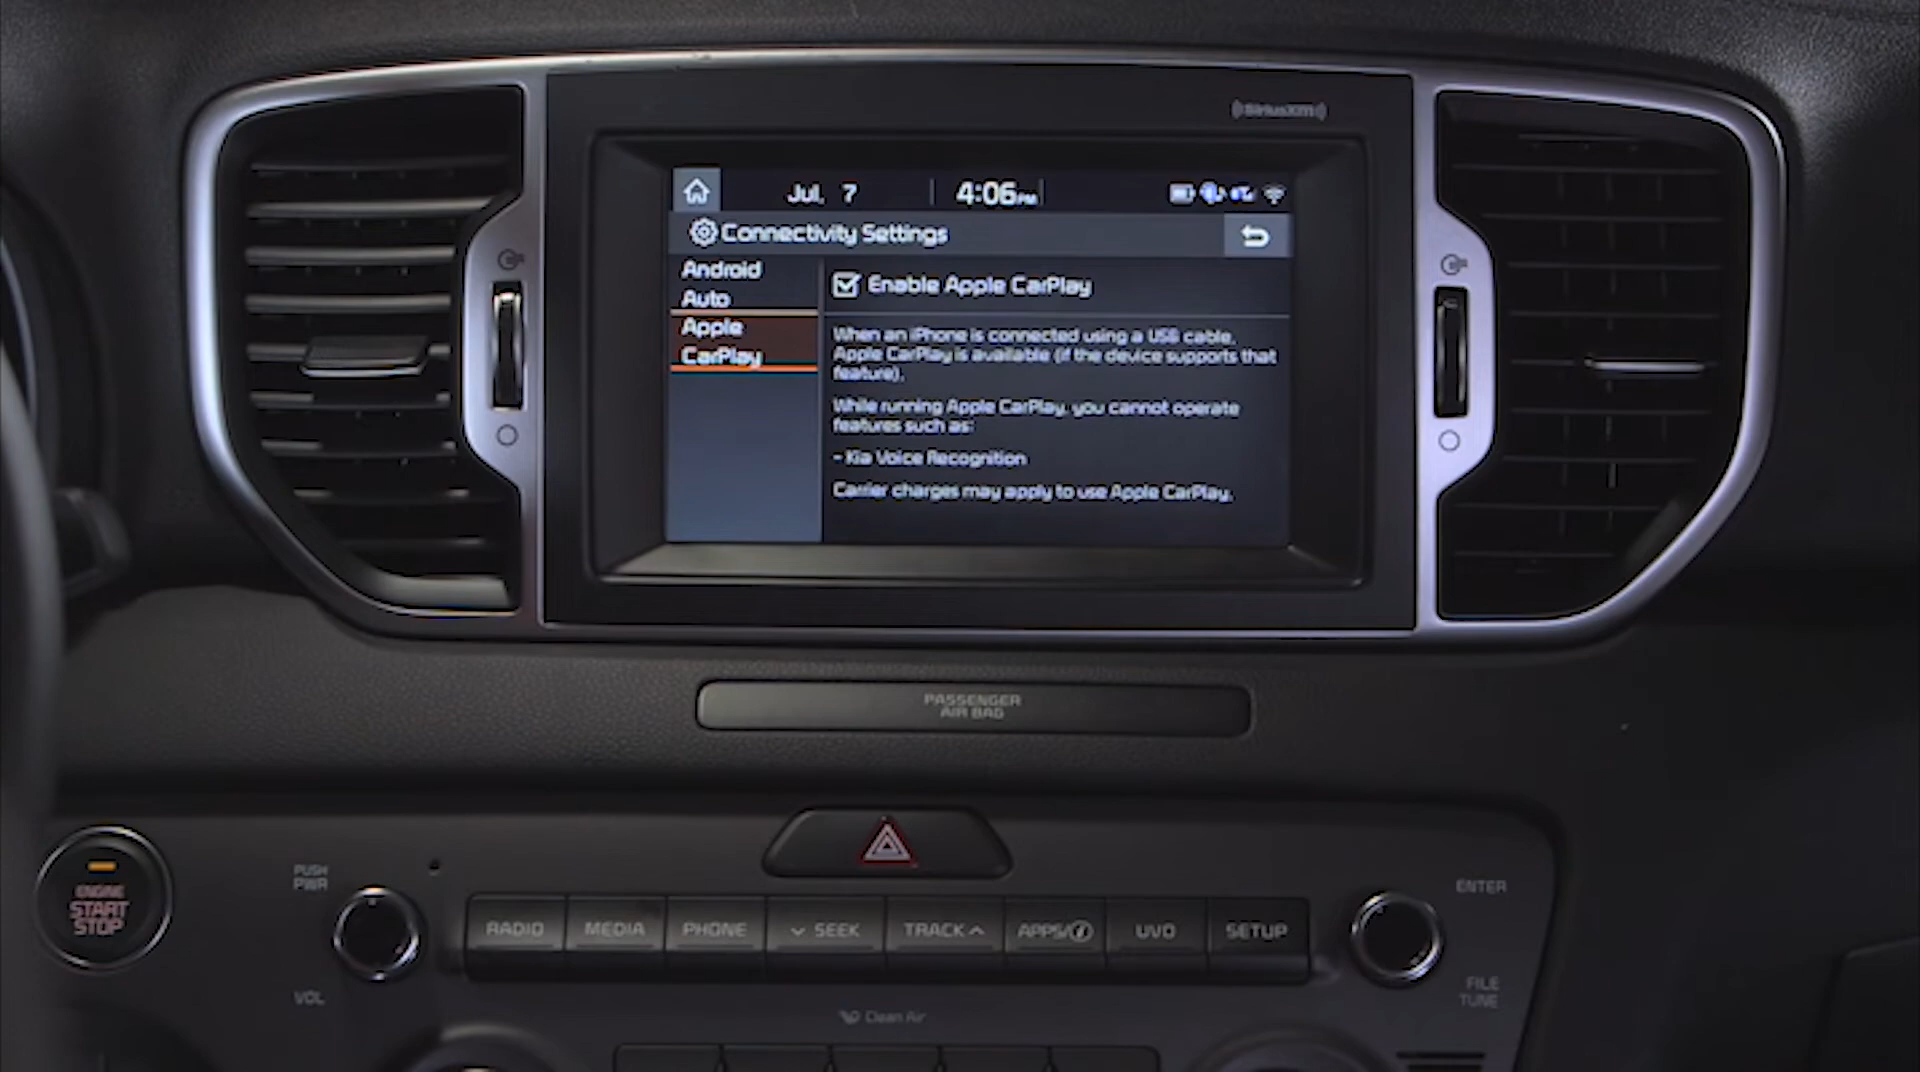 SiriusXM
Jul, 7
4:06PM
Connectivity Settings
Android
Auto
Apple
CarPlay
Enable Apple CarPlay
When an iPhone is connected using a USB cable,
Apple CarPlay is available (if the device supports that
feature).
While running Apple CarPlay, you cannot operate
features such as:
- Kia Voice Recognition
Carrier charges may apply to use Apple CarPlay.
PASSENGER
AIR BAG
ENGINE
START
STOP
PUSH
PWR
VOL
RADIO
MEDIA
PHONE
SEEK
TRACK
APPS/i
UVO
SETUP
ENTER
FILE
TUNE
Clean Air